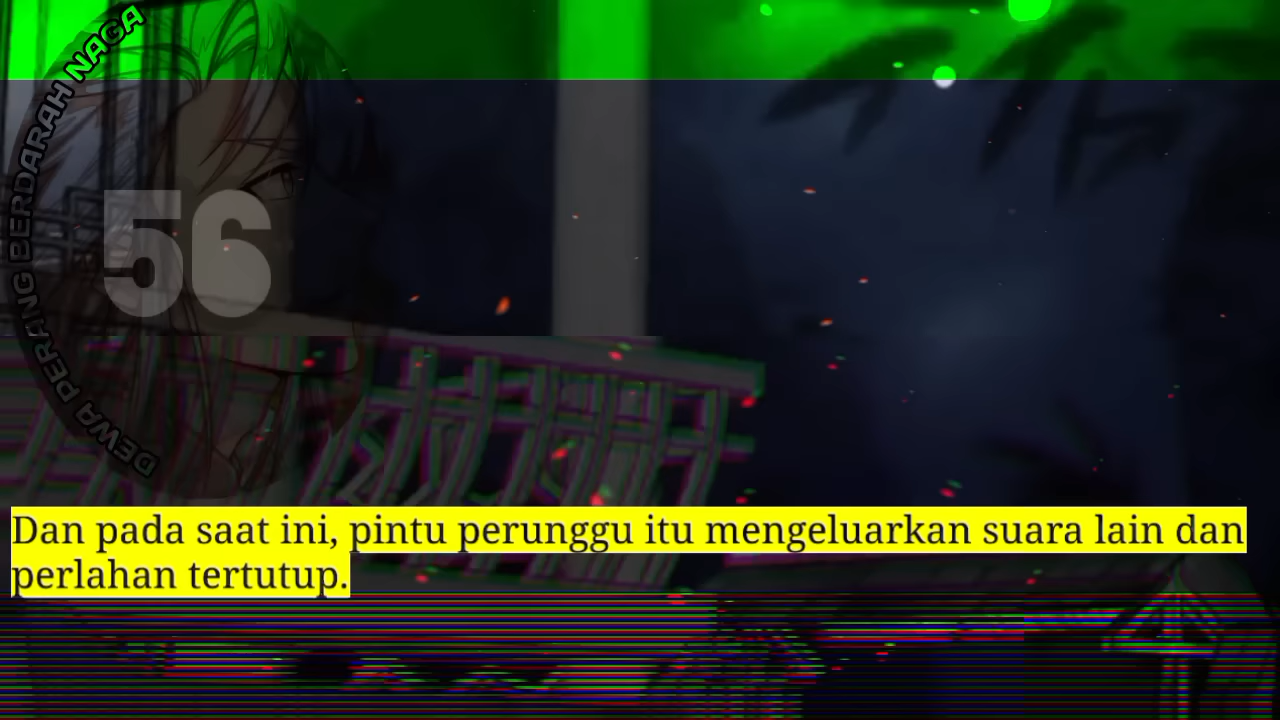 DEWA PERANG BERDARAH NAGA
56
Dan pada saat ini, pintu perunggu itu mengeluarkan suara lain dan
perlahan tertutup.